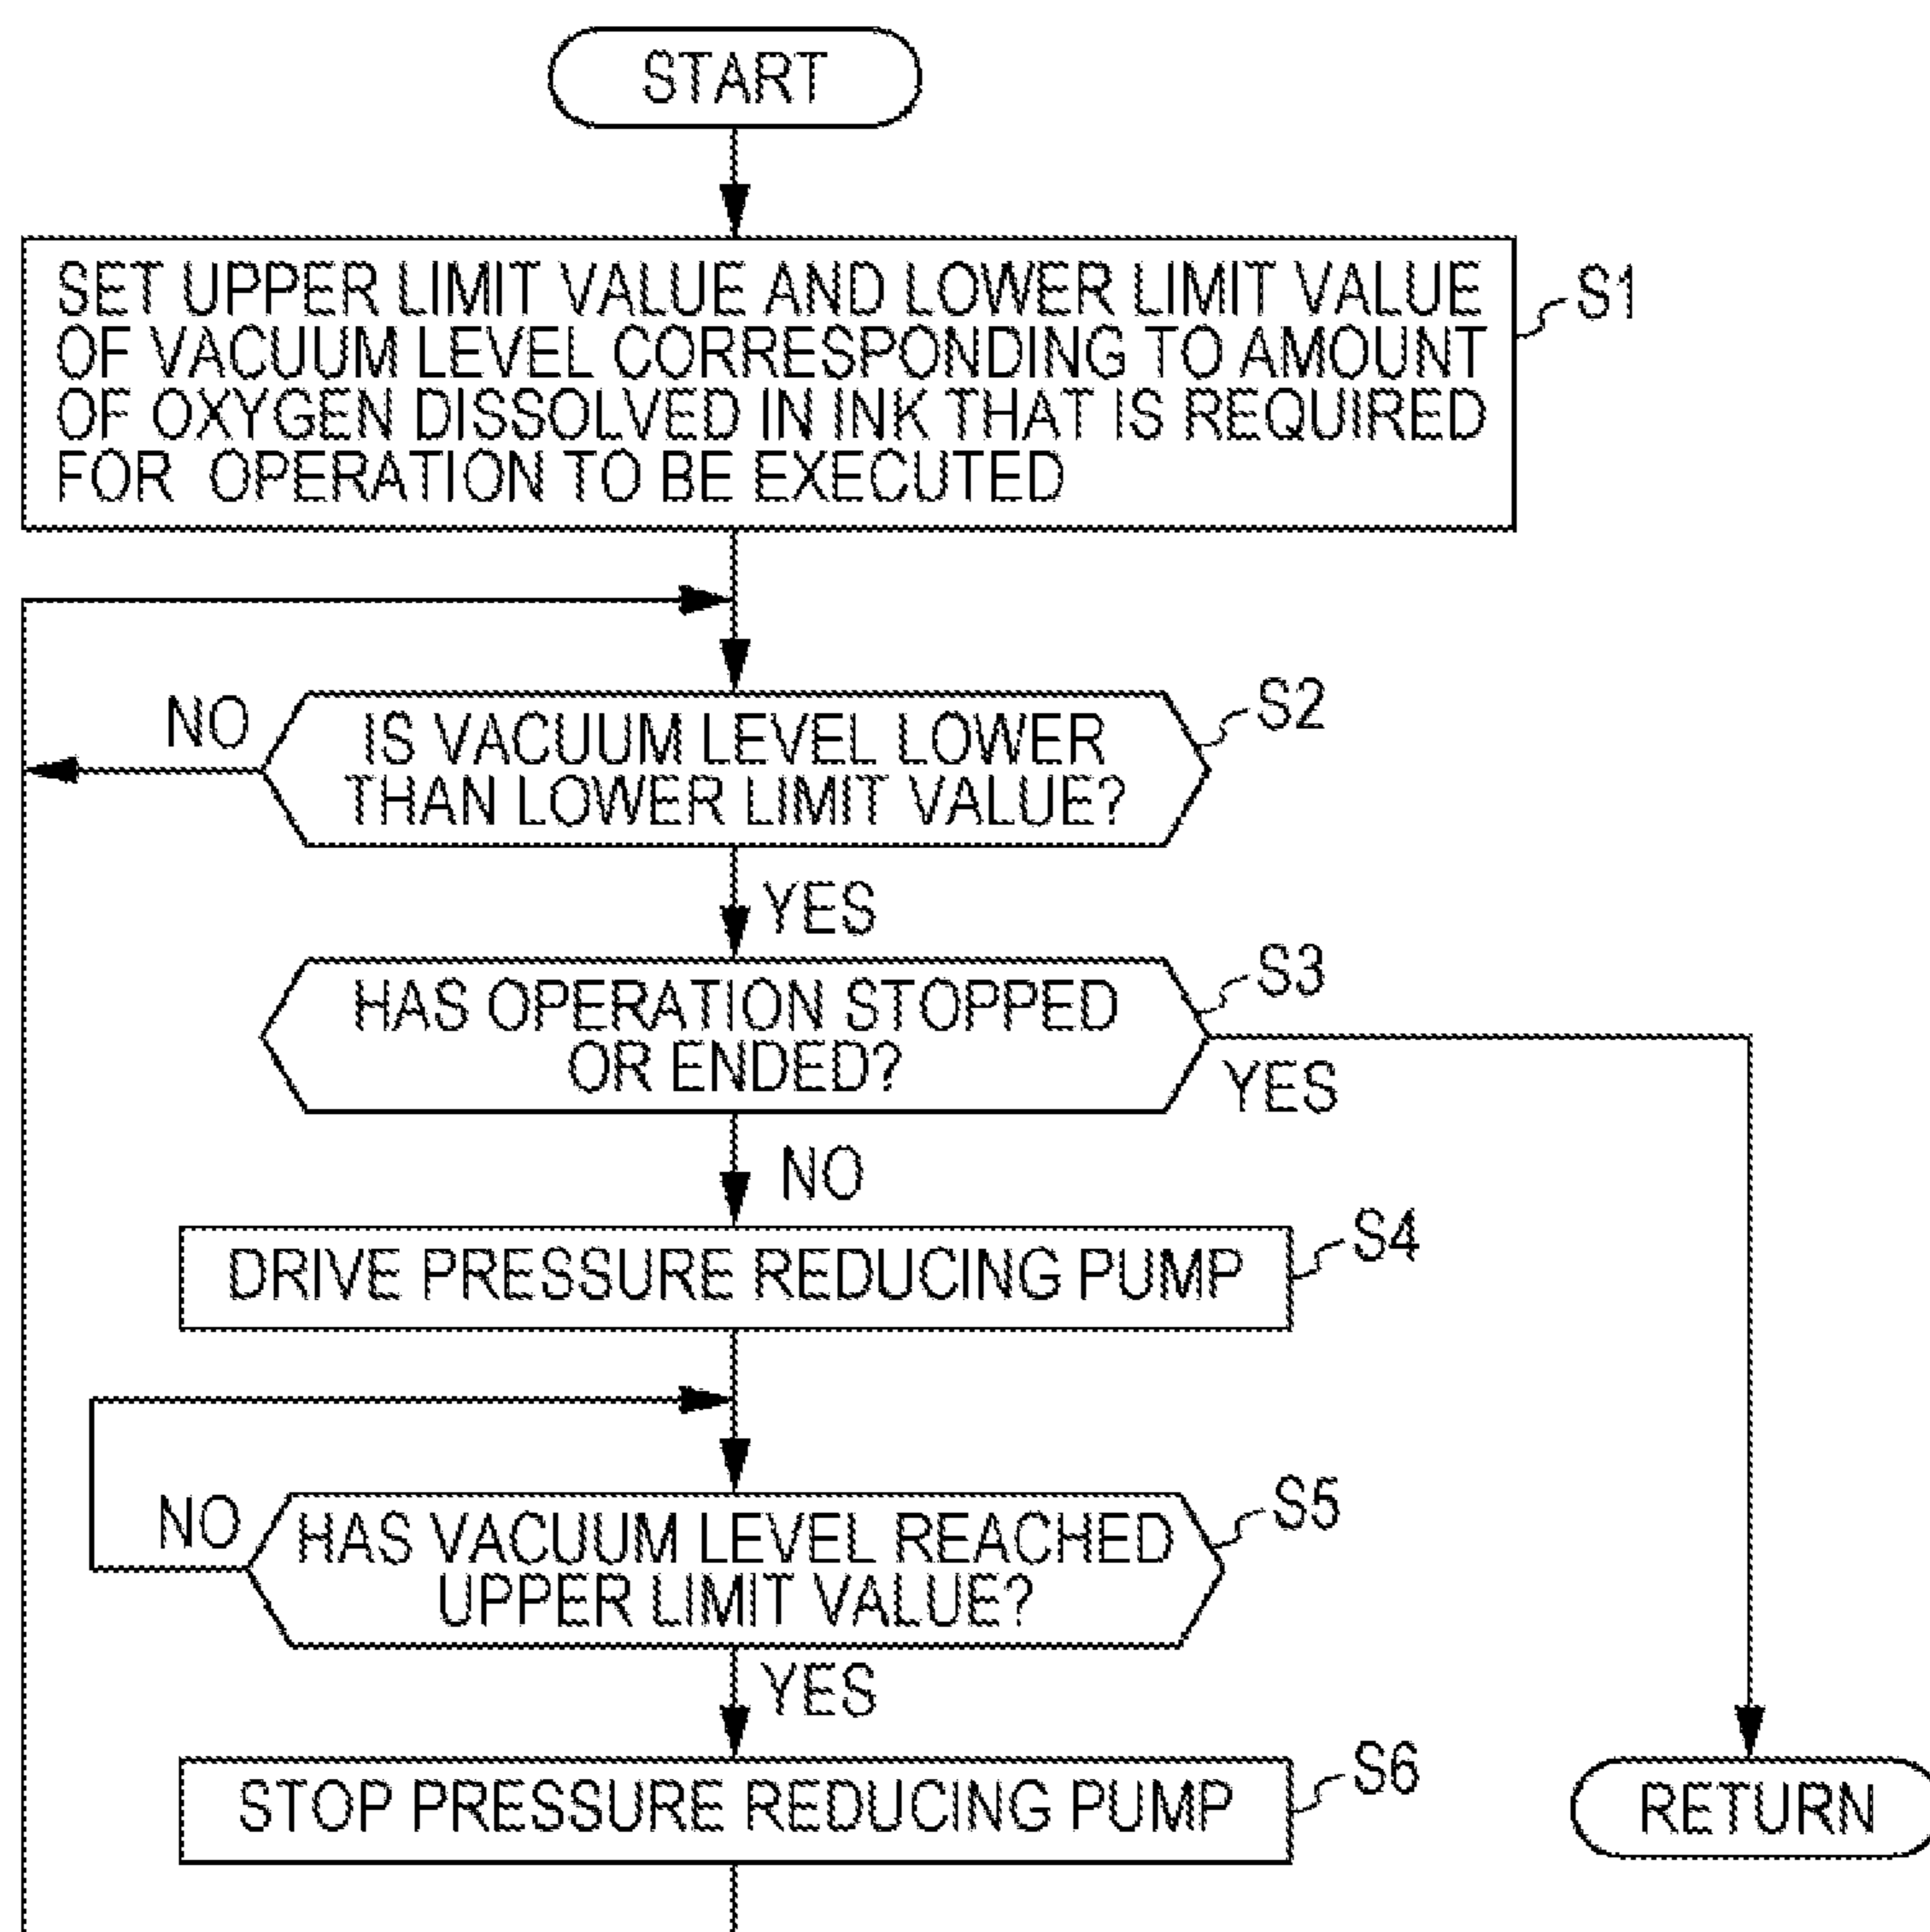 START
SET UPPER LIMIT VALUE AND LOWER LIMIT VALUE
OF VACUUM LEVEL CORRESPONDING TO AMOUNT
OF OXYGEN DISSOLVED IN INK THAT IS REQUIRED
FOR OPERATION TO BE EXECUTED
S1
NO
IS VACUUM LEVEL LOWER
THAN LOWER LIMIT VALUE?
S2
YES
HAS OPERATION STOPPED
OR ENDED?
S3
YES
NO
DRIVE PRESSURE REDUCING PUMP
S4
NO
HAS VACUUM LEVEL REACHED
UPPER LIMIT VALUE?
S5
YES
STOP PRESSURE REDUCING PUMP
S6
RETURN